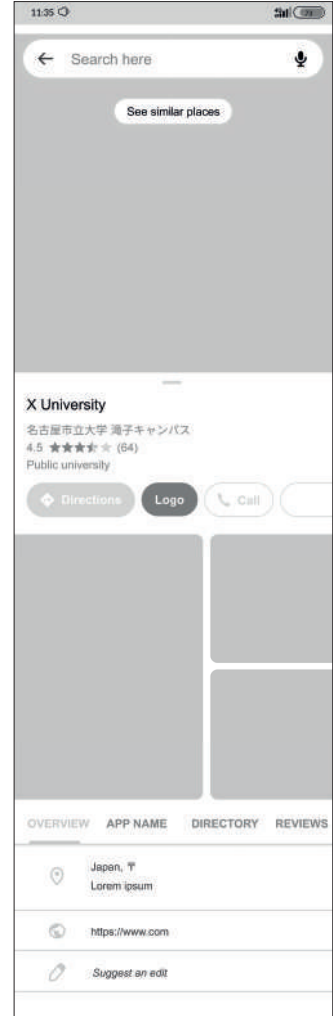 11:35
Search here
See similar places
X University
名古屋市立大学 滝子キャンパス
4.5 ★★★★☆ (64)
Public university
Directions Logo Call
OVERVIEW APP NAME DIRECTORY REVIEWS
Japan, 〒
Lorem ipsum
https://www.com
Suggest an edit